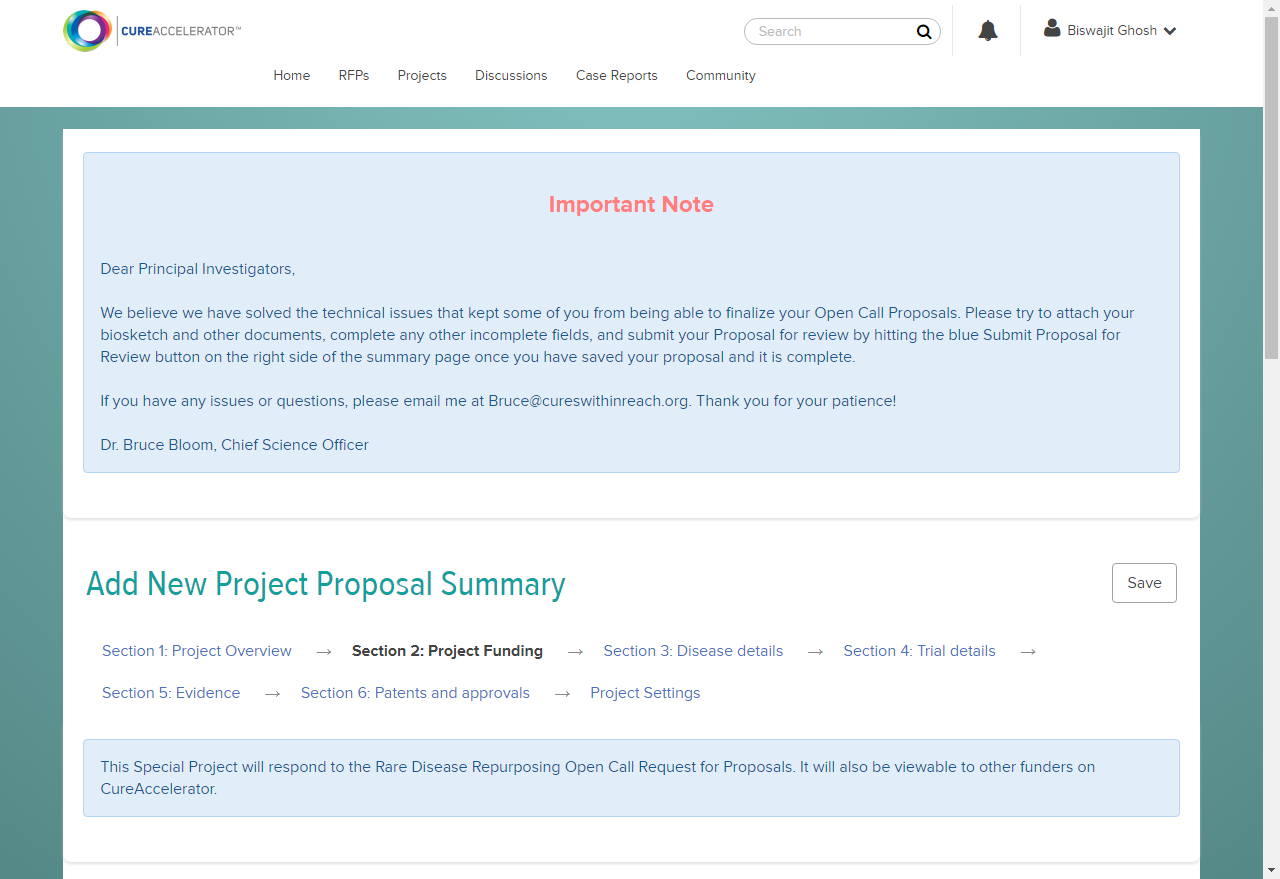 CUREACCELERATOR™
Search
Biswajit Ghosh
Home RFPs Projects Discussions Case Reports Community
Important Note
Dear Principal Investigators,
We believe we have solved the technical issues that kept some of you from being able to finalize your Open Call Proposals. Please try to attach your
biosketch and other documents, complete any other incomplete fields, and submit your Proposal for review by hitting the blue Submit Proposal for
Review button on the right side of the summary page once you have saved your proposal and it is complete.
If you have any issues or questions, please email me at Bruce@cureswithinreach.org. Thank you for your patience!
Dr. Bruce Bloom, Chief Science Officer
Add New Project Proposal Summary
Save
Section 1: Project Overview → Section 2: Project Funding → Section 3: Disease details → Section 4: Trial details →
Section 5: Evidence → Section 6: Patents and approvals → Project Settings
This Special Project will respond to the Rare Disease Repurposing Open Call Request for Proposals. It will also be viewable to other funders on
CureAccelerator.